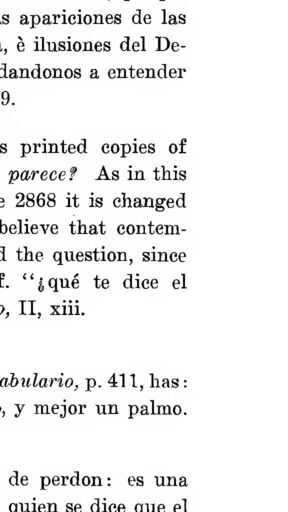 s apariciones de las
, è ilusiones del De-
dandonos a entender
9.
s printed copies of
parece? As in this
e 2868 it is changed
believe that contem-
d the question, since
f. "¿qué te dice el
o, II, xiii.
abulario, p. 411, has:
o, y mejor un palmo.
de perdon: es una
quien se dice que el